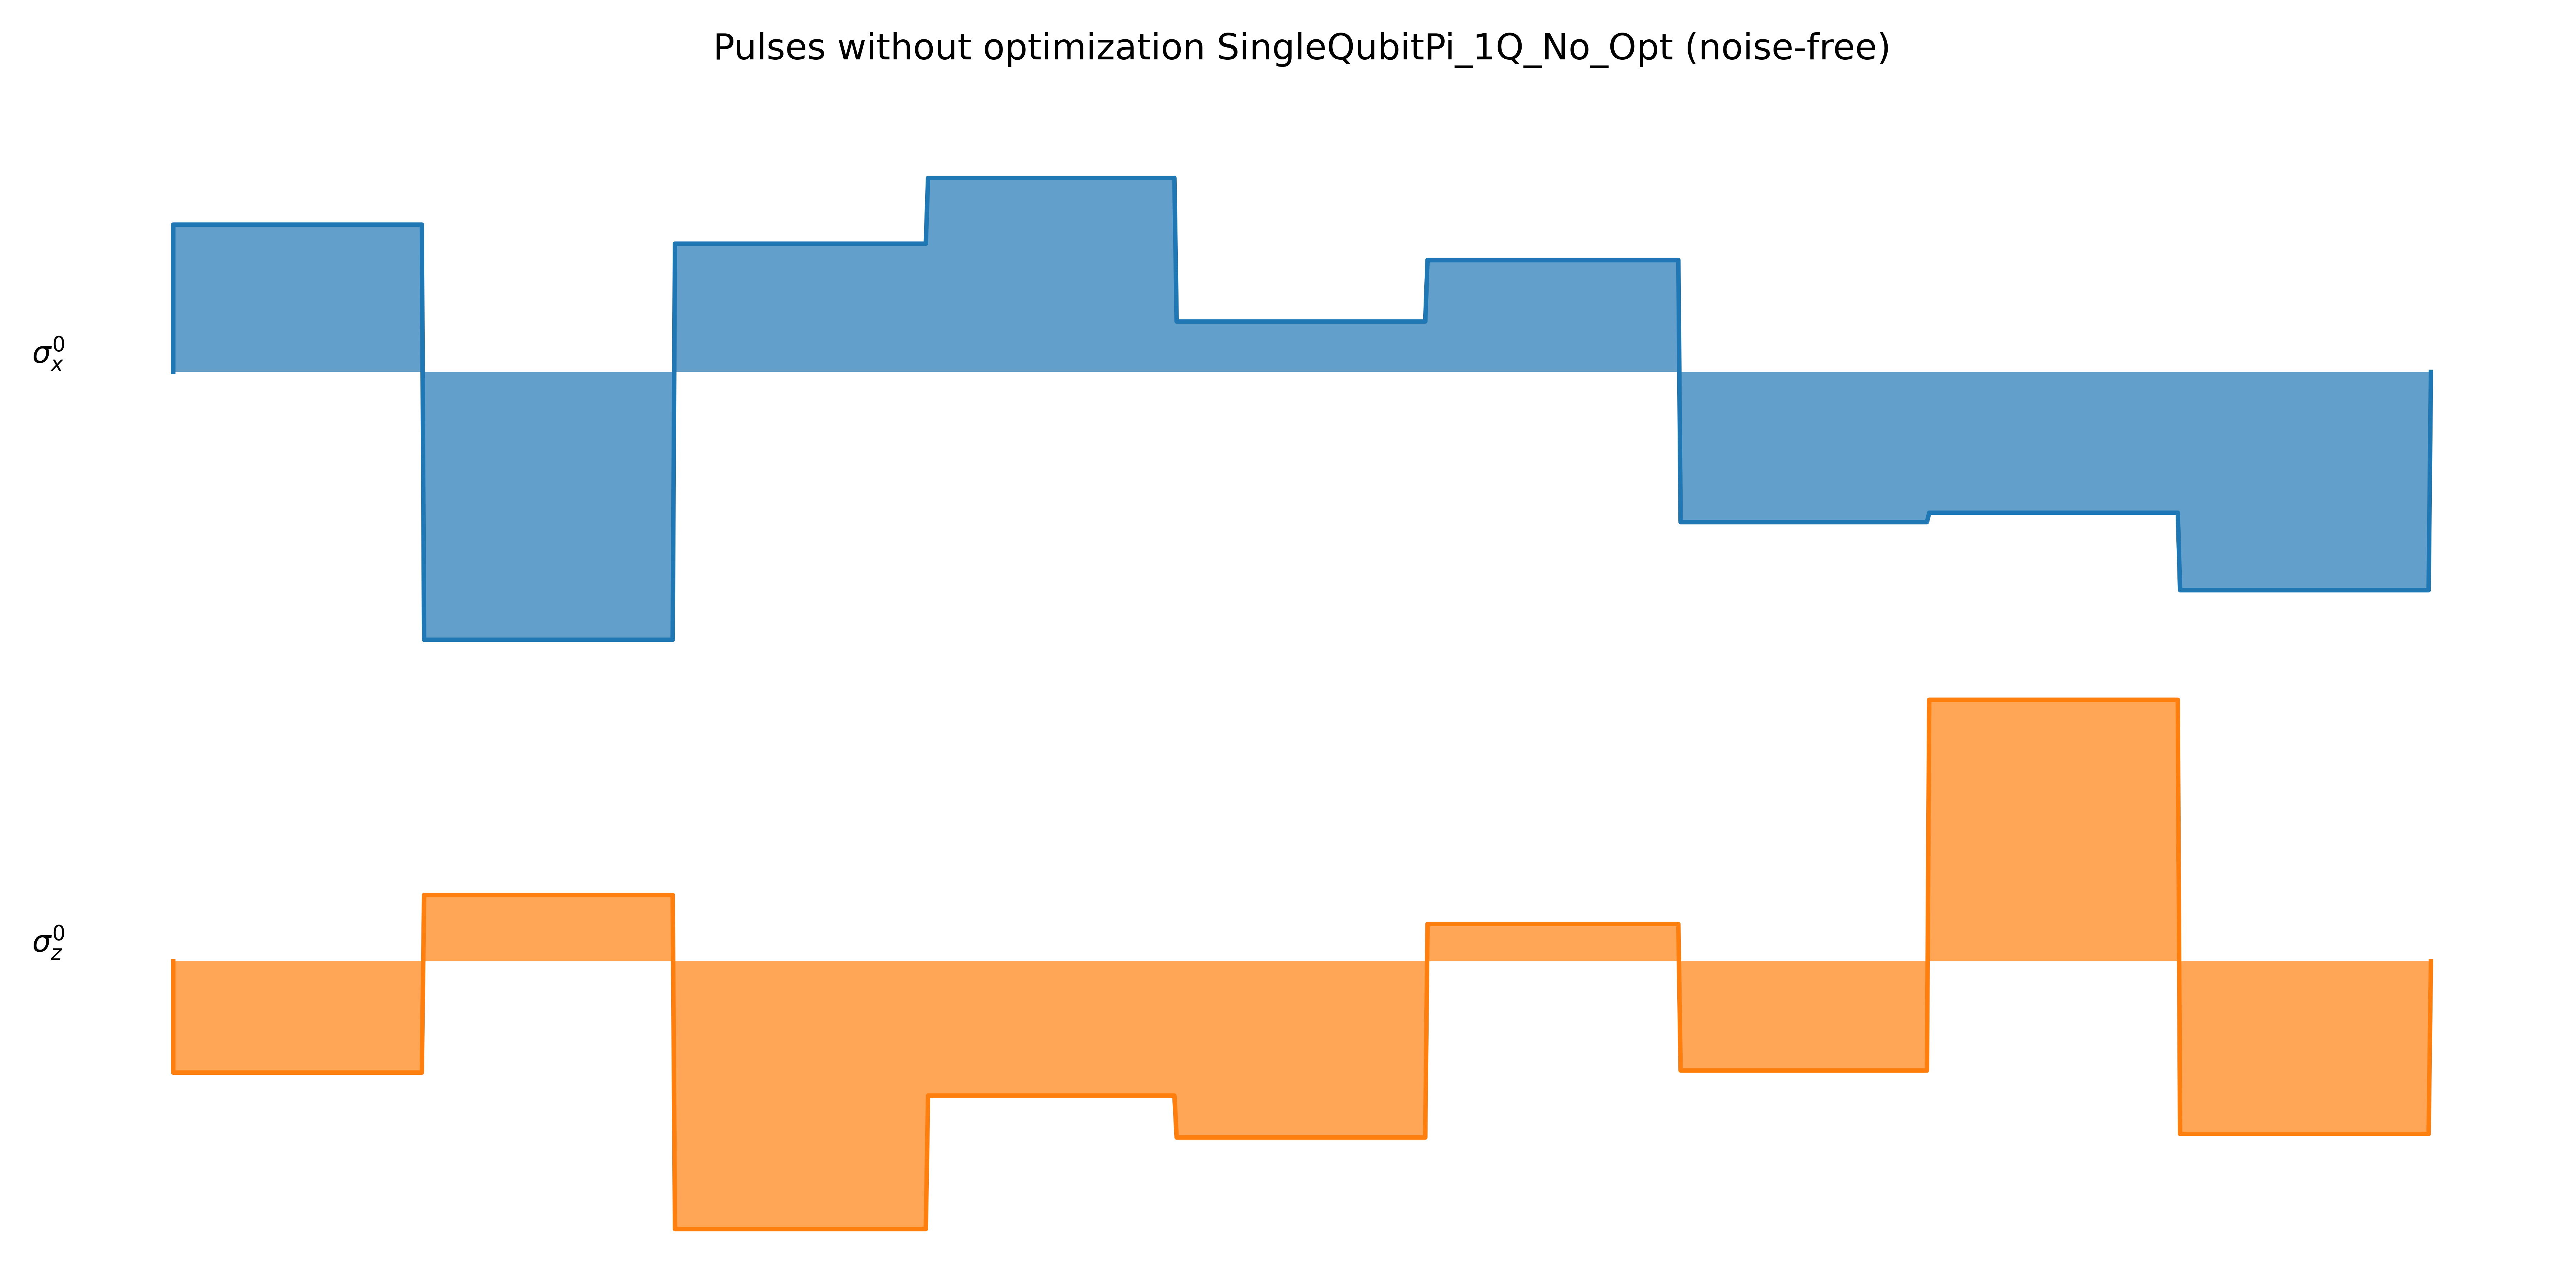 Pulses without optimization SingleQubitPi_1Q_No_Opt (noise-free)
σ_x^0
σ_z^0